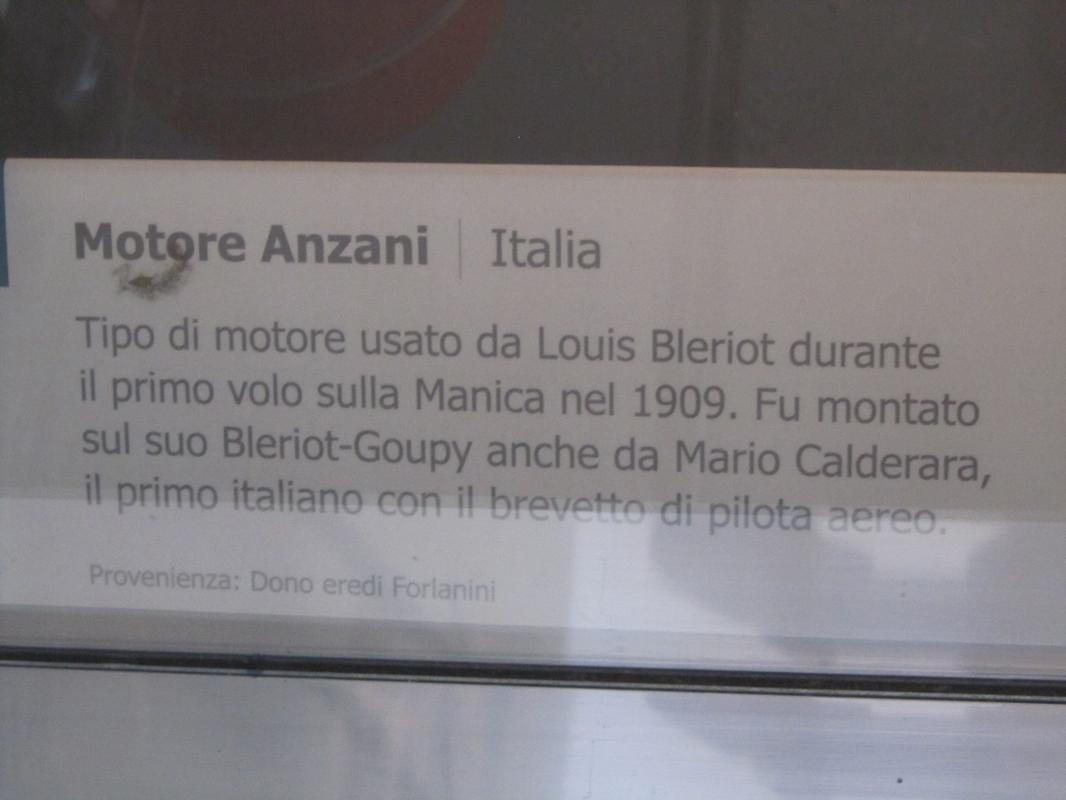 Motore Anzani | Italia
Tipo di motore usato da Louis Bleriot durante
il primo volo sulla Manica nel 1909. Fu montato
sul suo Bleriot-Goupy anche da Mario Calderara,
il primo italiano con il brevetto di pilota aereo.
Provenienza: Dono eredi Forlanini